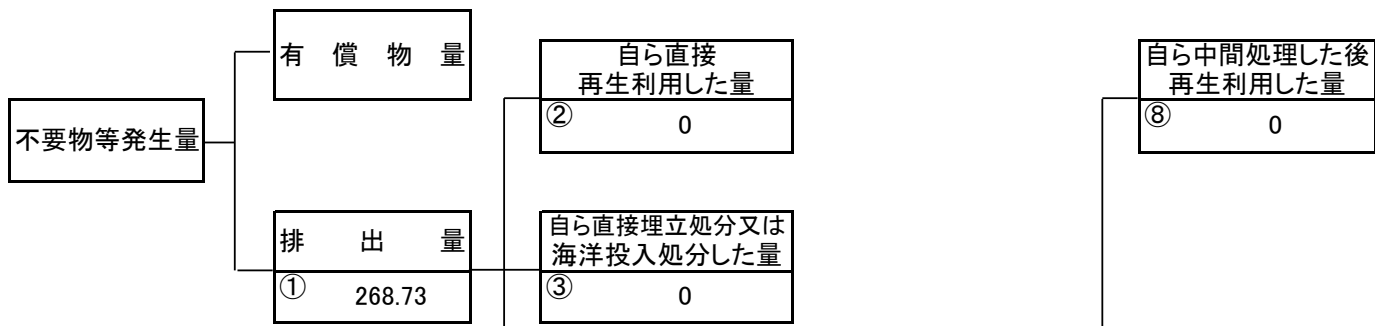 有償物量
自ら直接
再生利用した量
② 0
自ら中間処理した後
再生利用した量
⑧ 0
不要物等発生量
排出量
① 268.73
自ら直接埋立処分又は
海洋投入処分した量
③ 0